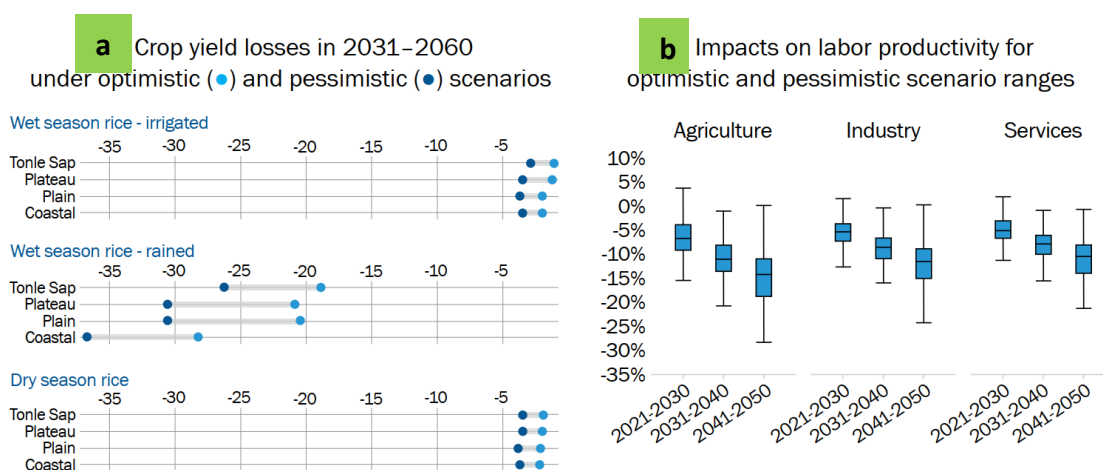 a Crop yield losses in 2031–2060
under optimistic (●) and pessimistic (●) scenarios
Wet season rice - irrigated
-35 -30 -25 -20 -15 -10 -5
Tonle Sap
Plateau
Plain
Coastal
Wet season rice - rained
-35 -30 -25 -20 -15 -10 -5
Tonle Sap
Plateau
Plain
Coastal
Dry season rice
-35 -30 -25 -20 -15 -10 -5
Tonle Sap
Plateau
Plain
Coastal
b Impacts on labor productivity for
optimistic and pessimistic scenario ranges
Agriculture Industry Services
10%
5%
0%
-5%
-10%
-15%
-20%
-25%
-30%
-35%
2021-2030 2031-2040 2041-2050 2021-2030 2031-2040 2041-2050 2021-2030 2031-2040 2041-2050